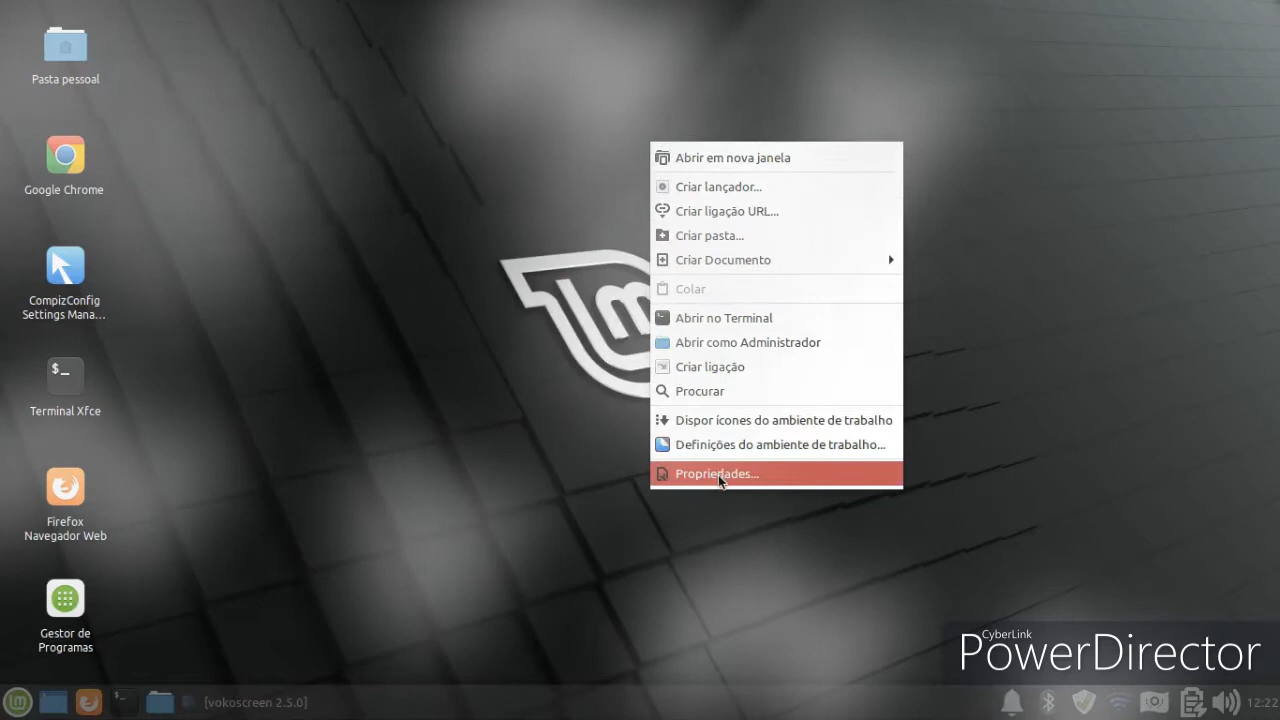 Pasta pessoal
Google Chrome
CompizConfig
Settings Mana...
Terminal Xfce
Firefox
Navegador Web
Gestor de
Programas
Abrir em nova janela
Criar lançador...
Criar ligação URL...
Criar pasta...
Criar Documento
Colar
Abrir no Terminal
Abrir como Administrador
Criar ligação
Procurar
Dispor ícones do ambiente de trabalho
Definições do ambiente de trabalho...
Propriedades...
CyberLink
PowerDirector
[vokoscreen 2.5.0]
12:22